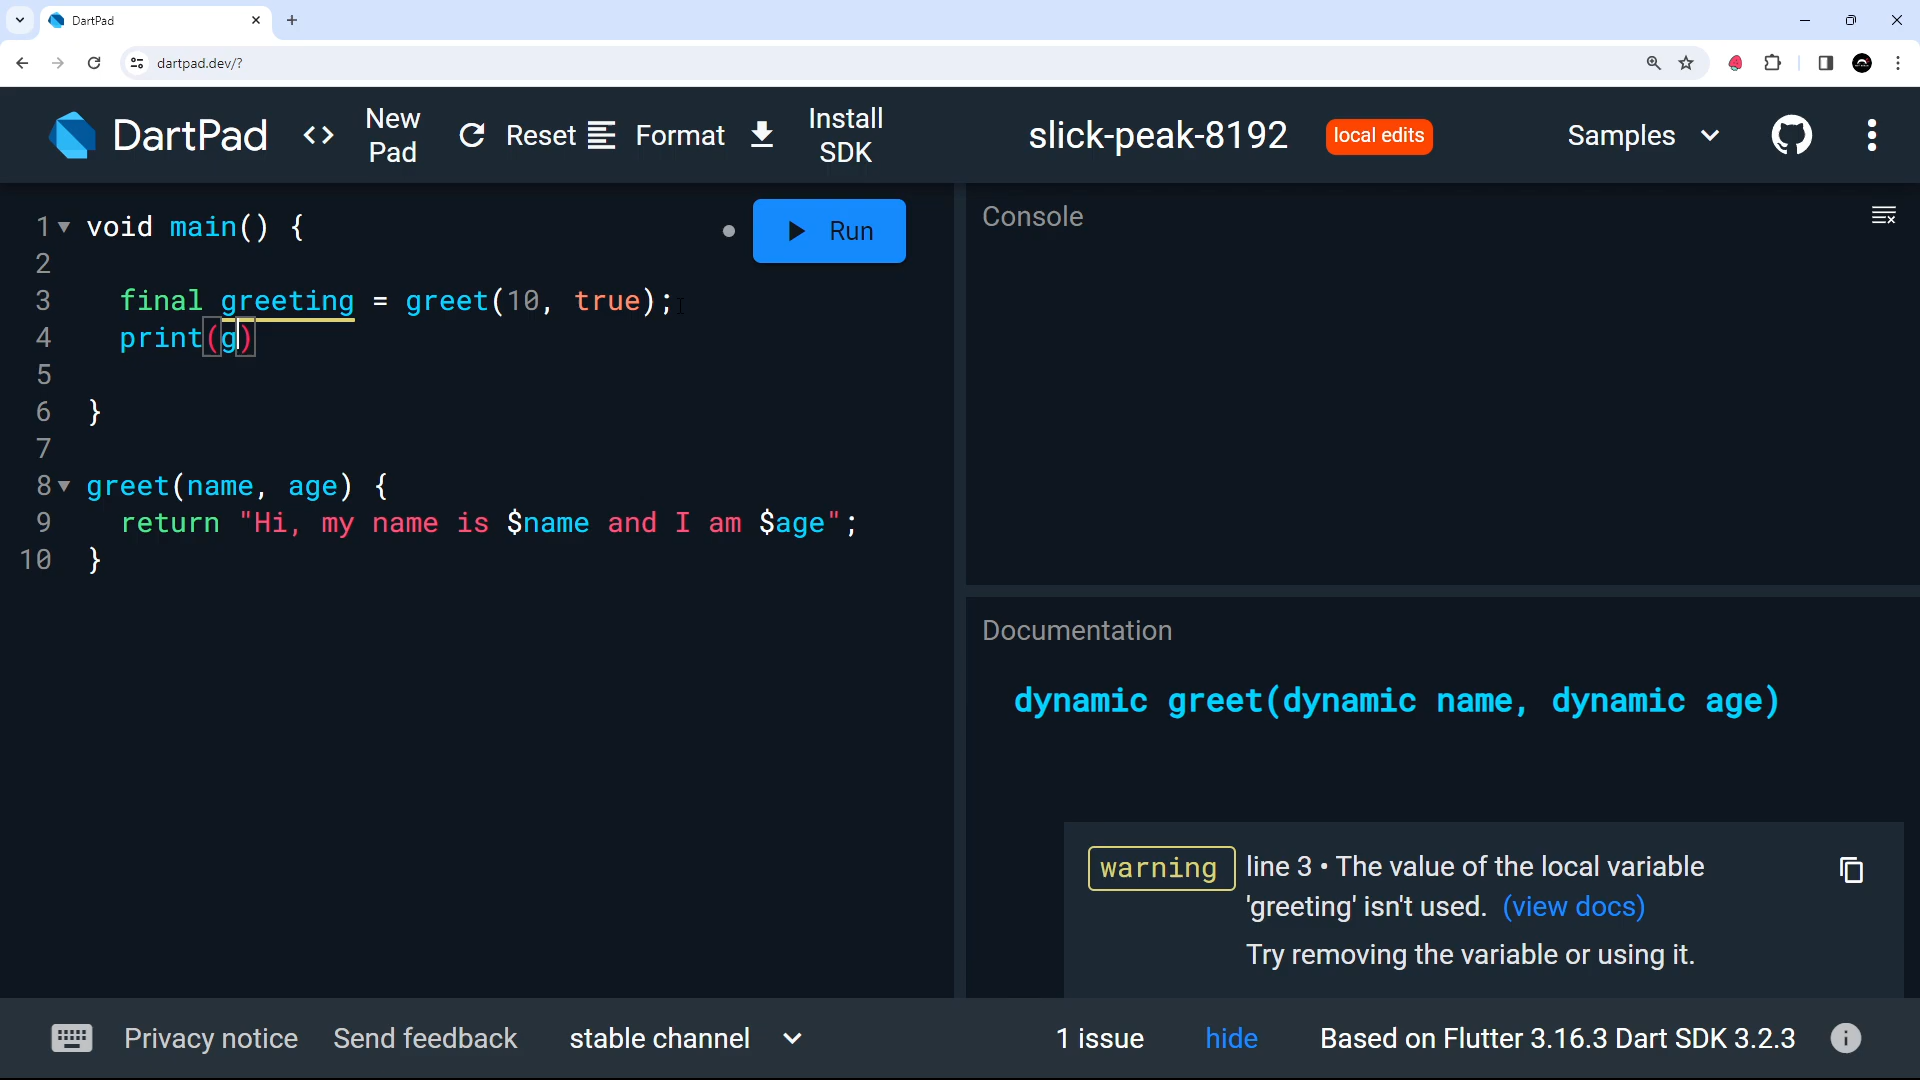 DartPad
dartpad.dev/?
DartPad
<> New Pad
Reset
Format
Install SDK
slick-peak-8192
local edits
Samples
1 void main() {
2
3 final greeting = greet(10, true);
4 print(g)
5
6 }
7
8 greet(name, age) {
9 return "Hi, my name is $name and I am $age";
10 }
Run
Console
Documentation
dynamic greet(dynamic name, dynamic age)
warning line 3 • The value of the local variable
'greeting' isn't used. (view docs)
Try removing the variable or using it.
Privacy notice
Send feedback
stable channel
1 issue
hide
Based on Flutter 3.16.3 Dart SDK 3.2.3